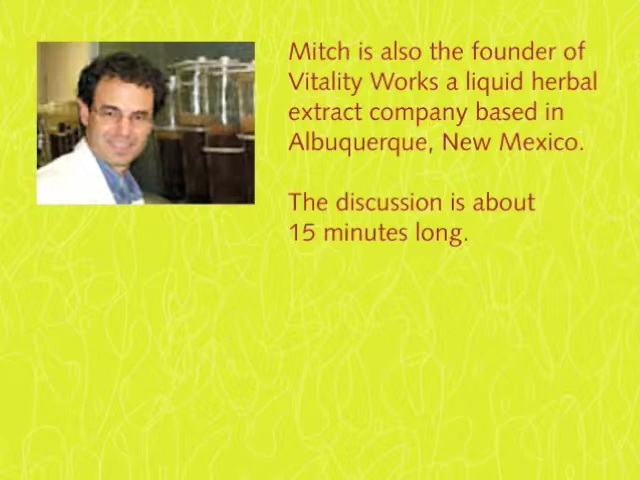 Mitch is also the founder of
Vitality Works a liquid herbal
extract company based in
Albuquerque, New Mexico.
The discussion is about
15 minutes long.